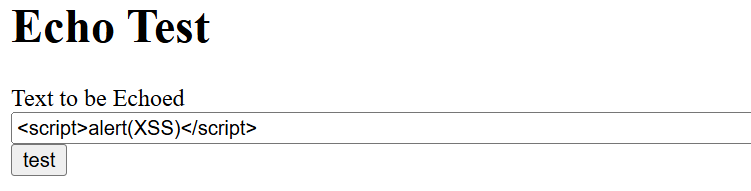 Echo Test
Text to be Echoed
<script>alert(XSS)</script>
test